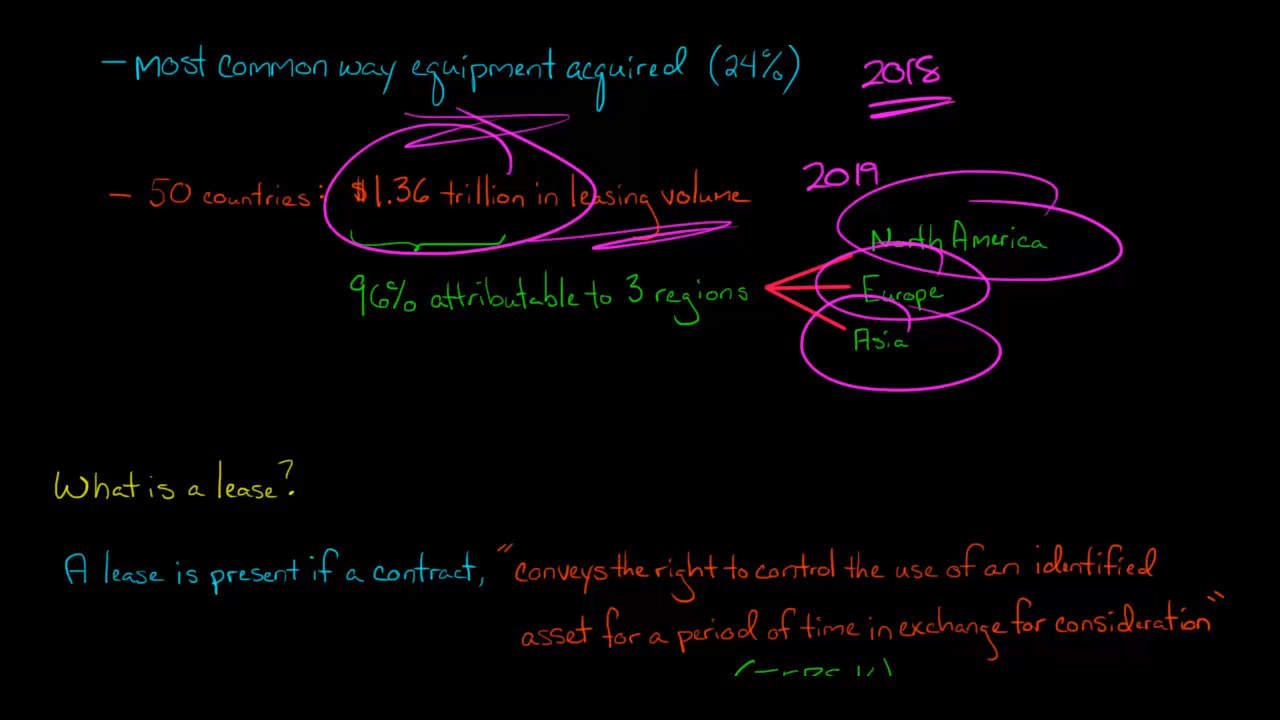 — most common way equipment acquired (24%)
2018
— 50 countries: $1.36 trillion in leasing volume
2019
North America
96% attributable to 3 regions
Europe
Asia
What is a lease?
A lease is present if a contract, "conveys the right to control the use of an identified
asset for a period of time in exchange for consideration"